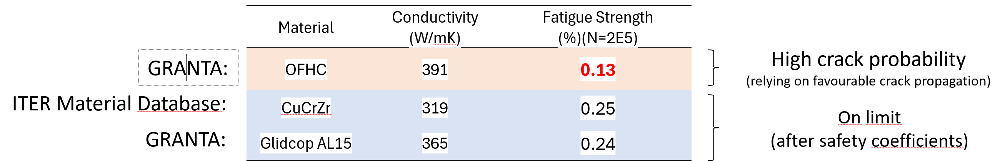 Material
Conductivity
(W/mK)
Fatigue Strength
(%)(N=2E5)
GRANTA:
OFHC
391
0.13
High crack probability
(relying on favourable crack propagation)
ITER Material Database:
CuCrZr
319
0.25
GRANTA:
Glidcop AL15
365
0.24
On limit
(after safety coefficients)